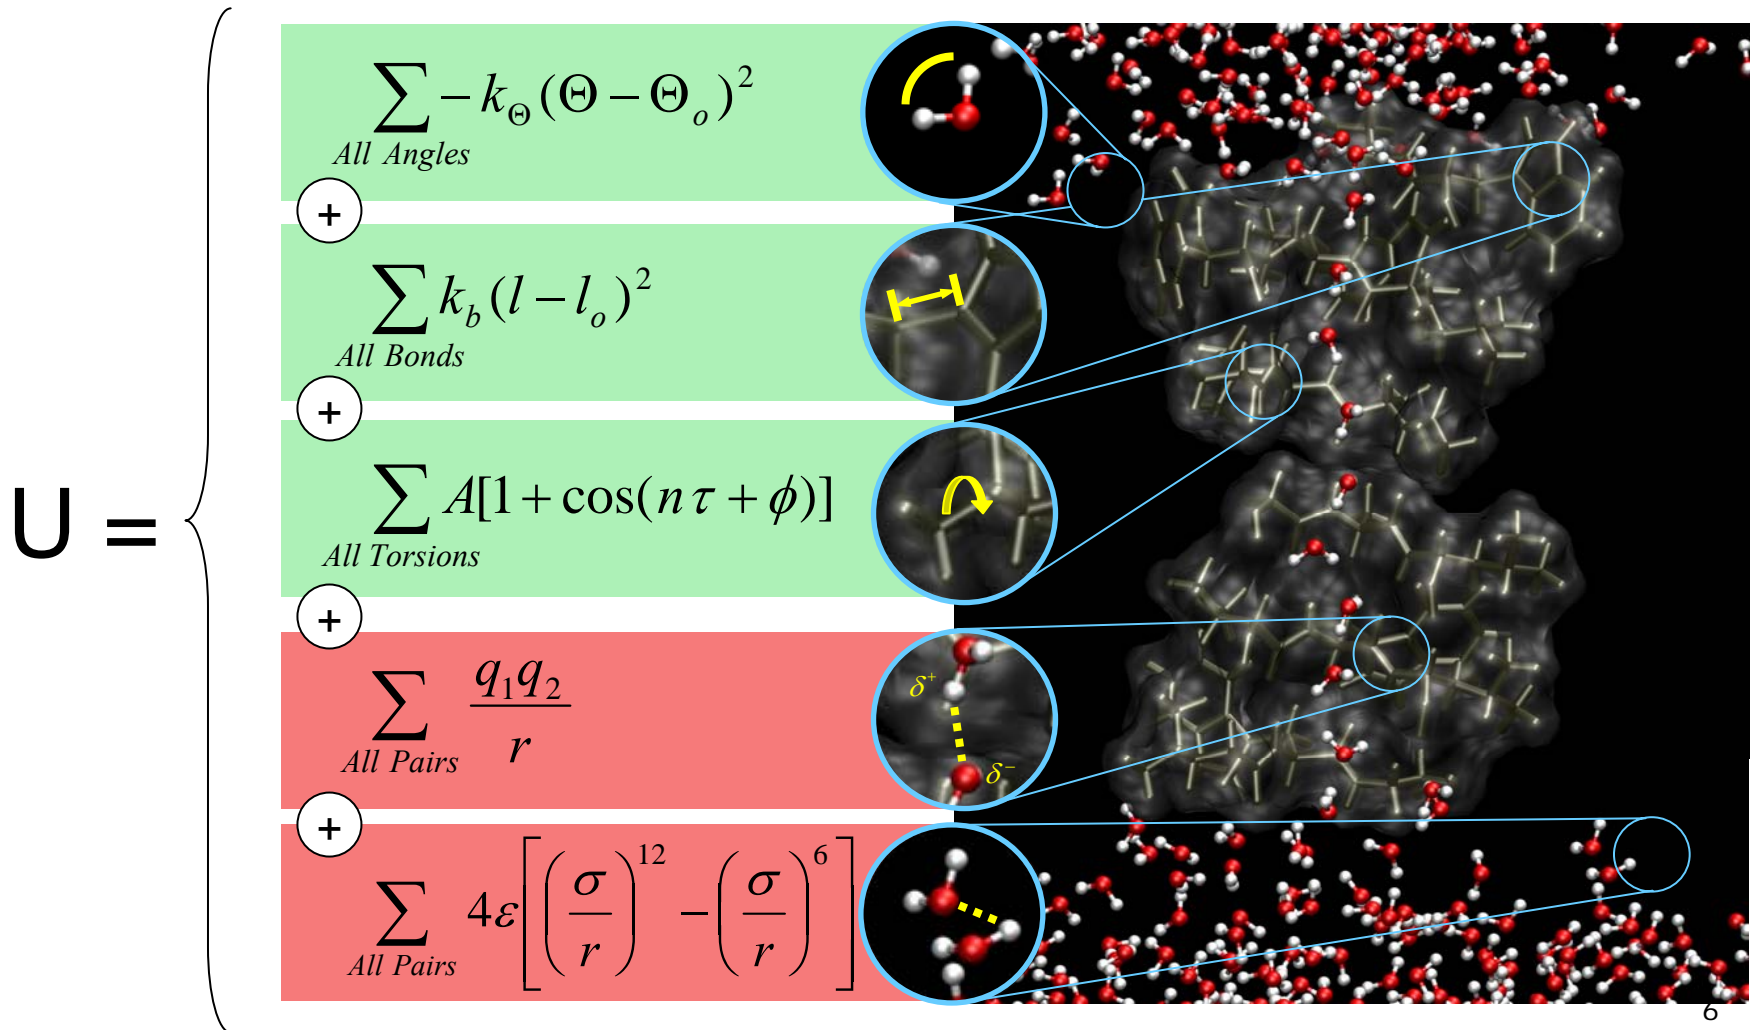 U =
∑ − k_Θ (Θ − Θ_o)²
All Angles
+
∑ k_b (l − l_o)²
All Bonds
+
∑ A[1 + cos(nτ + ϕ)]
All Torsions
+
∑ q₁q₂ / r
All Pairs
δ⁺
δ⁻
+
∑ 4ε[(σ/r)¹² − (σ/r)⁶]
All Pairs
6